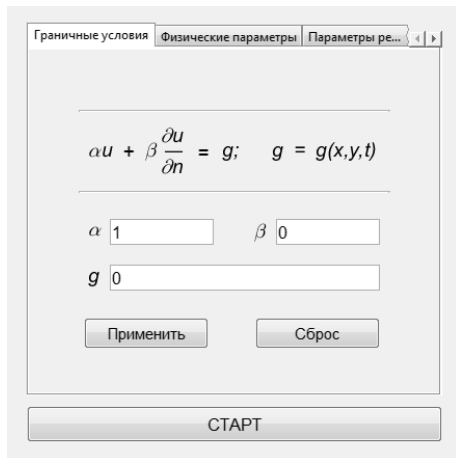 Граничные условия Физические параметры Параметры ре...
αu + β ∂u/∂n = g; g = g(x,y,t)
α 1 β 0
g 0
Применить Сброс
СТАРТ